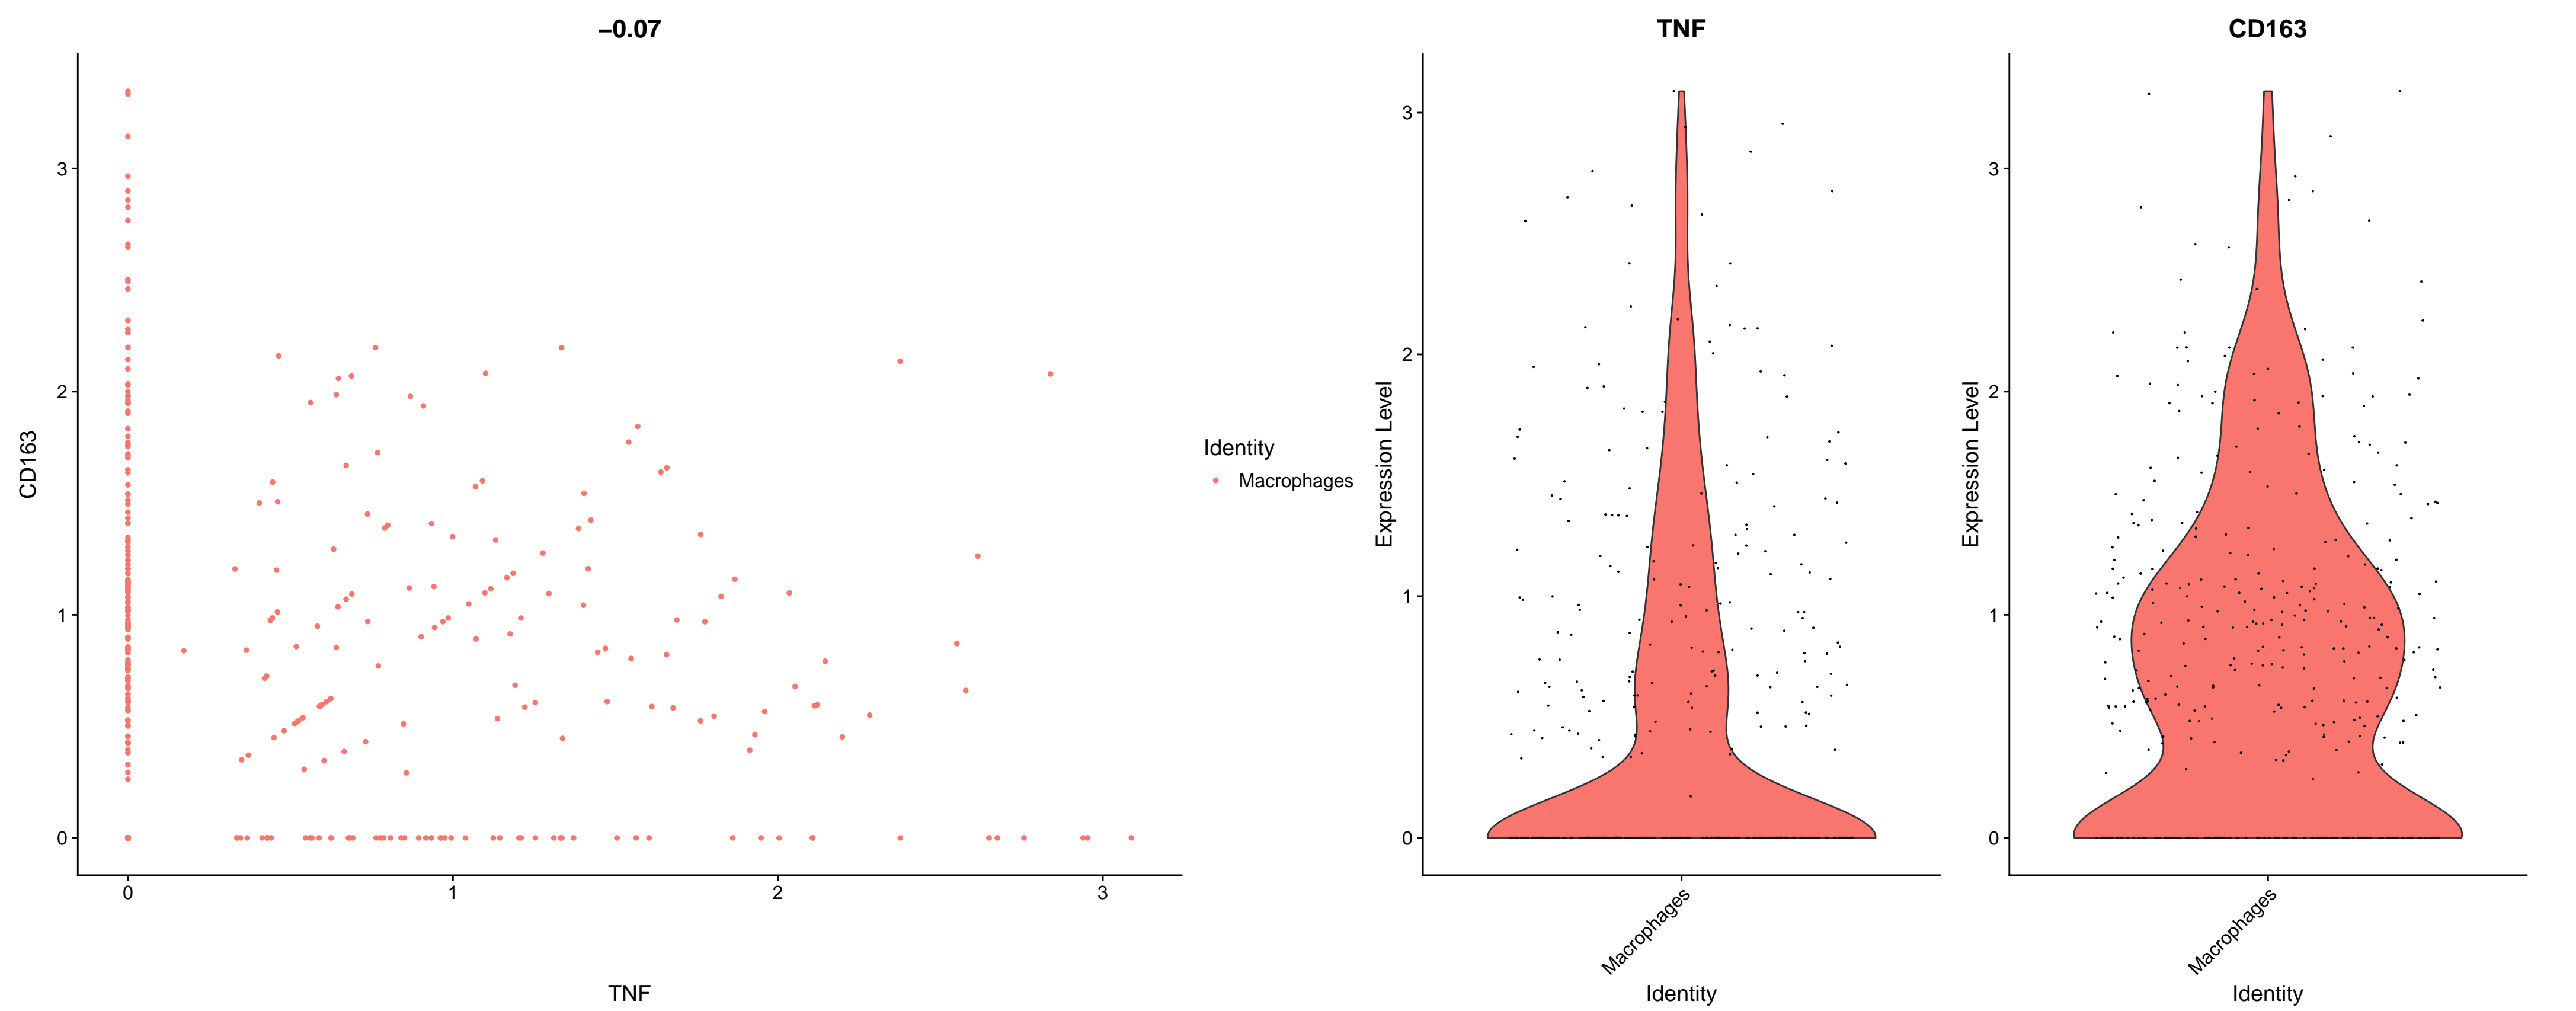 −0.07
CD163
3
2
1
0
0
1
2
3
TNF
Identity
Macrophages
TNF
Expression Level
3
2
1
0
Macrophages
Identity
CD163
Expression Level
3
2
1
0
Macrophages
Identity